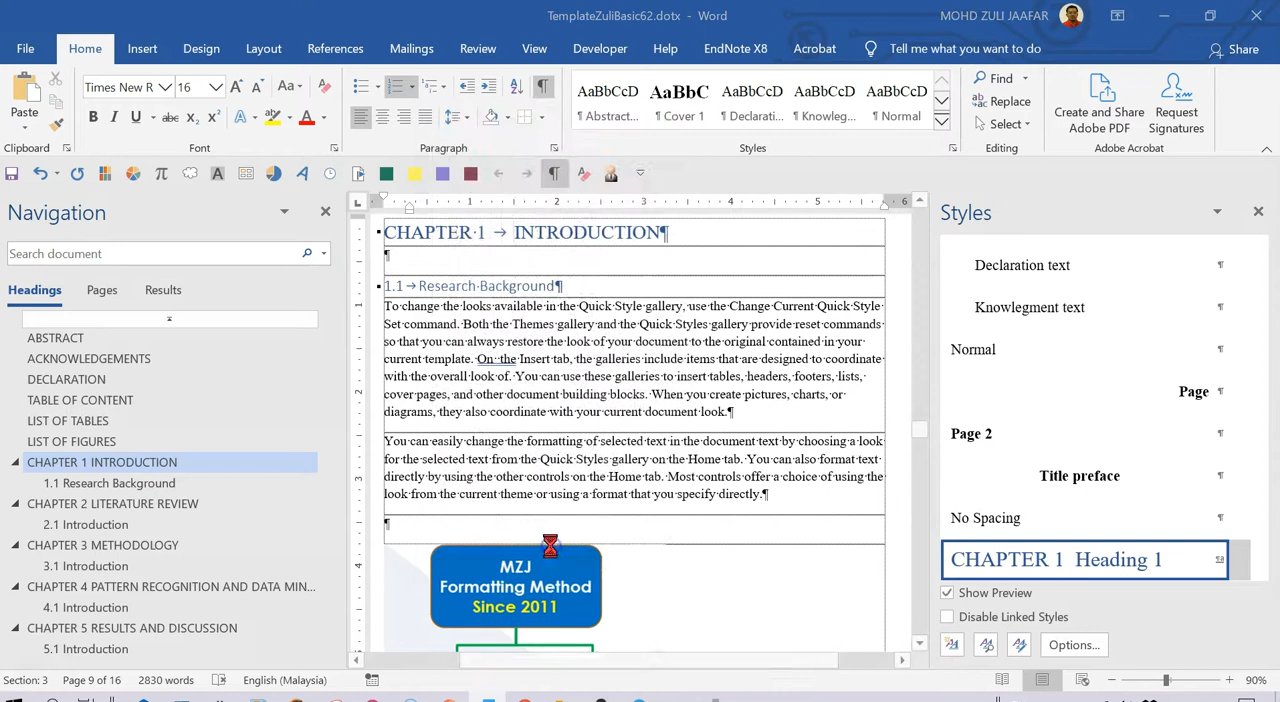 TemplateZuliBasic62.dotx - Word
MOHD ZULI JAAFAR
File Home Insert Design Layout References Mailings Review View Developer Help EndNote X8 Acrobat Tell me what you want to do Share
Paste
Clipboard
Times New R 16
Aa
B I U abc x₂ x² A A
Font
Paragraph
AaBbCcD AaBbC AaBbCcD AaBbCcD AaBbCcD
¶ Abstract... ¶ Cover 1 ¶ Declarati... ¶ Knowleg... ¶ Normal
Styles
Find
Replace
Select
Editing
Create and Share
Adobe PDF
Request
Signatures
Adobe Acrobat
Navigation
Search document
Headings Pages Results
ABSTRACT
ACKNOWLEDGEMENTS
DECLARATION
TABLE OF CONTENT
LIST OF TABLES
LIST OF FIGURES
CHAPTER 1 INTRODUCTION
1.1 Research Background
CHAPTER 2 LITERATURE REVIEW
2.1 Introduction
CHAPTER 3 METHODOLOGY
3.1 Introduction
CHAPTER 4 PATTERN RECOGNITION AND DATA MIN...
4.1 Introduction
CHAPTER 5 RESULTS AND DISCUSSION
5.1 Introduction
1 2 3 4 5 6
1
2
3
4
CHAPTER·1 → INTRODUCTION¶
¶
1.1→Research·Background¶
To·change·the·looks·available·in·the·Quick·Style·gallery,·use·the·Change·Current·Quick·Style·
Set·command.·Both·the·Themes·gallery·and·the·Quick·Styles·gallery·provide·reset·commands·
so·that·you·can·always·restore·the·look·of·your·document·to·the·original·contained·in·your·
current·template.·On·the·Insert·tab,·the·galleries·include·items·that·are·designed·to·coordinate·
with·the·overall·look·of.·You·can·use·these·galleries·to·insert·tables,·headers,·footers,·lists,·
cover·pages,·and·other·document·building·blocks.·When·you·create·pictures,·charts,·or·
diagrams,·they·also·coordinate·with·your·current·document·look.¶
You·can·easily·change·the·formatting·of·selected·text·in·the·document·text·by·choosing·a·look·
for·the·selected·text·from·the·Quick·Styles·gallery·on·the·Home·tab.·You·can·also·format·text·
directly·by·using·the·other·controls·on·the·Home·tab.·Most·controls·offer·a·choice·of·using·the·
look·from·the·current·theme·or·using·a·format·that·you·specify·directly.¶
¶
MZJ
Formatting Method
Since 2011
Styles
Declaration text ¶
Knowlegment text ¶
Normal ¶
Page ¶
Page 2 ¶
Title preface ¶
No Spacing ¶
CHAPTER 1 Heading 1
Show Preview
Disable Linked Styles
Options...
Section: 3 Page 9 of 16 2830 words English (Malaysia) 90%